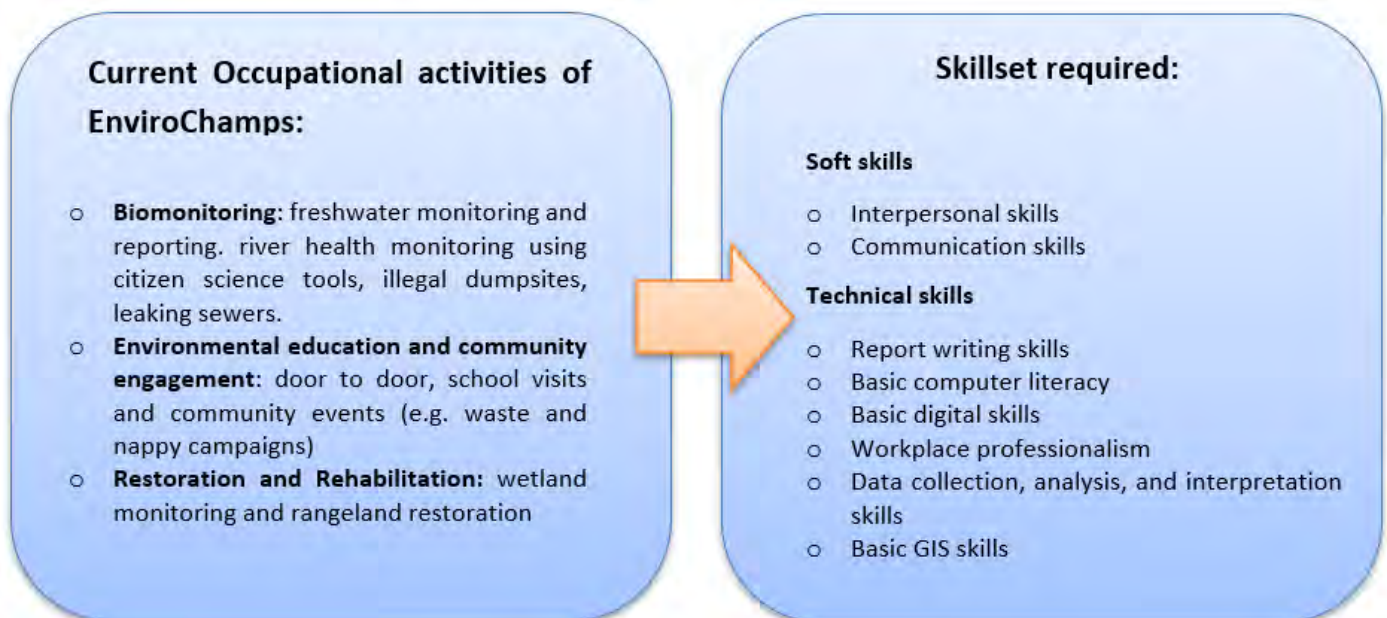 Current Occupational activities of
EnviroChamps:
o Biomonitoring: freshwater monitoring and
reporting. river health monitoring using
citizen science tools, illegal dumpsites,
leaking sewers.
o Environmental education and community
engagement: door to door, school visits
and community events (e.g. waste and
nappy campaigns)
o Restoration and Rehabilitation: wetland
monitoring and rangeland restoration
Skillset required:
Soft skills
o Interpersonal skills
o Communication skills
Technical skills
o Report writing skills
o Basic computer literacy
o Basic digital skills
o Workplace professionalism
o Data collection, analysis, and interpretation
skills
o Basic GIS skills